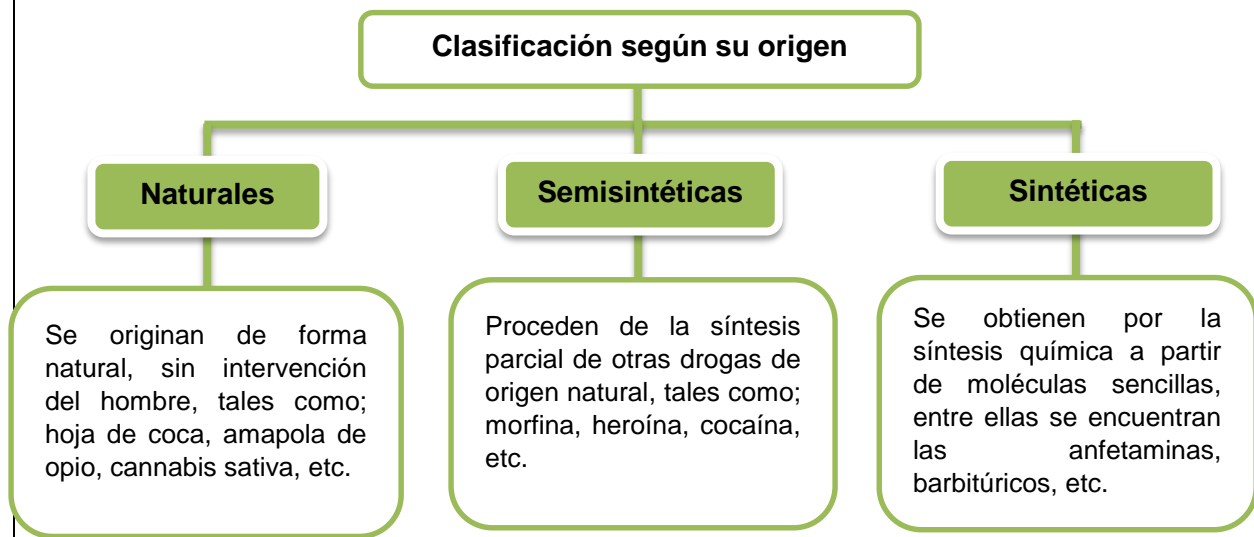 Clasificación según su origen
Naturales
Semisintéticas
Sintéticas
Se originan de forma
natural, sin intervención
del hombre, tales como;
hoja de coca, amapola de
opio, cannabis sativa, etc.
Proceden de la síntesis
parcial de otras drogas de
origen natural, tales como;
morfina, heroína, cocaína,
etc.
Se obtienen por la
síntesis química a partir
de moléculas sencillas,
entre ellas se encuentran
las anfetaminas,
barbitúricos, etc.